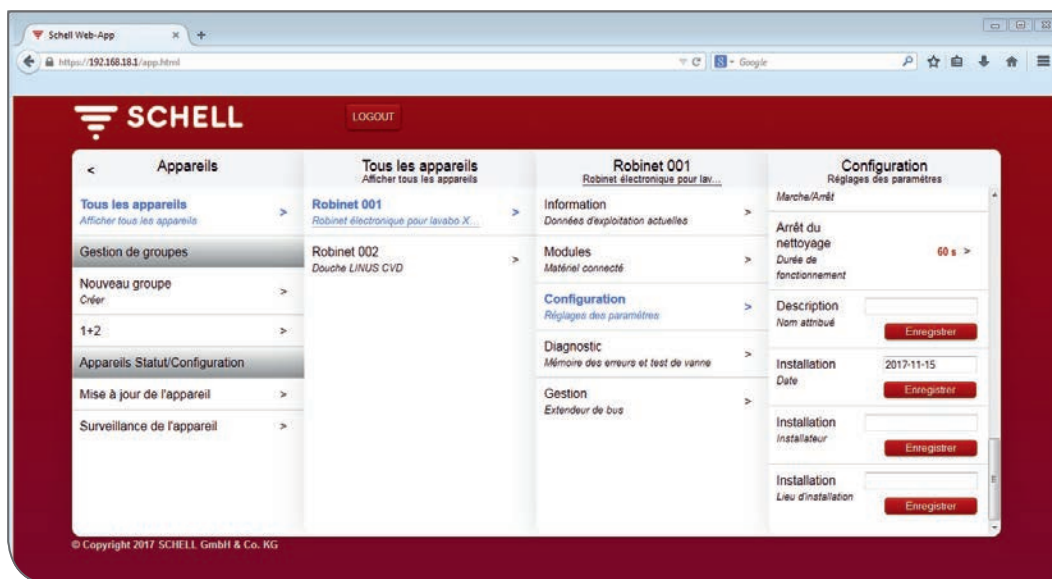 Schell Web-App
https://192.168.18.1/app.html
Google
SCHELL
LOGOUT
< Appareils
Tous les appareils
Afficher tous les appareils
>
Gestion de groupes
Nouveau groupe
Créer
>
1+2
>
Appareils Statut/Configuration
Mise à jour de l'appareil
>
Surveillance de l'appareil
>
Tous les appareils
Afficher tous les appareils
Robinet 001
Robinet électronique pour lavabo X...
>
Robinet 002
Douche LINUS CVD
>
Robinet 001
Robinet électronique pour lav...
Information
Données d'exploitation actuelles
>
Modules
Matériel connecté
>
Configuration
Réglages des paramètres
>
Diagnostic
Mémoire des erreurs et test de vanne
>
Gestion
Extendeur de bus
>
Configuration
Réglages des paramètres
Marche/Arrêt
Arrêt du
nettoyage
Durée de
fonctionnement
60 s >
Description
Nom attribué
Enregistrer
Installation
Date
2017-11-15
Enregistrer
Installation
Installateur
Enregistrer
Installation
Lieu d'installation
Enregistrer
© Copyright 2017 SCHELL GmbH & Co. KG